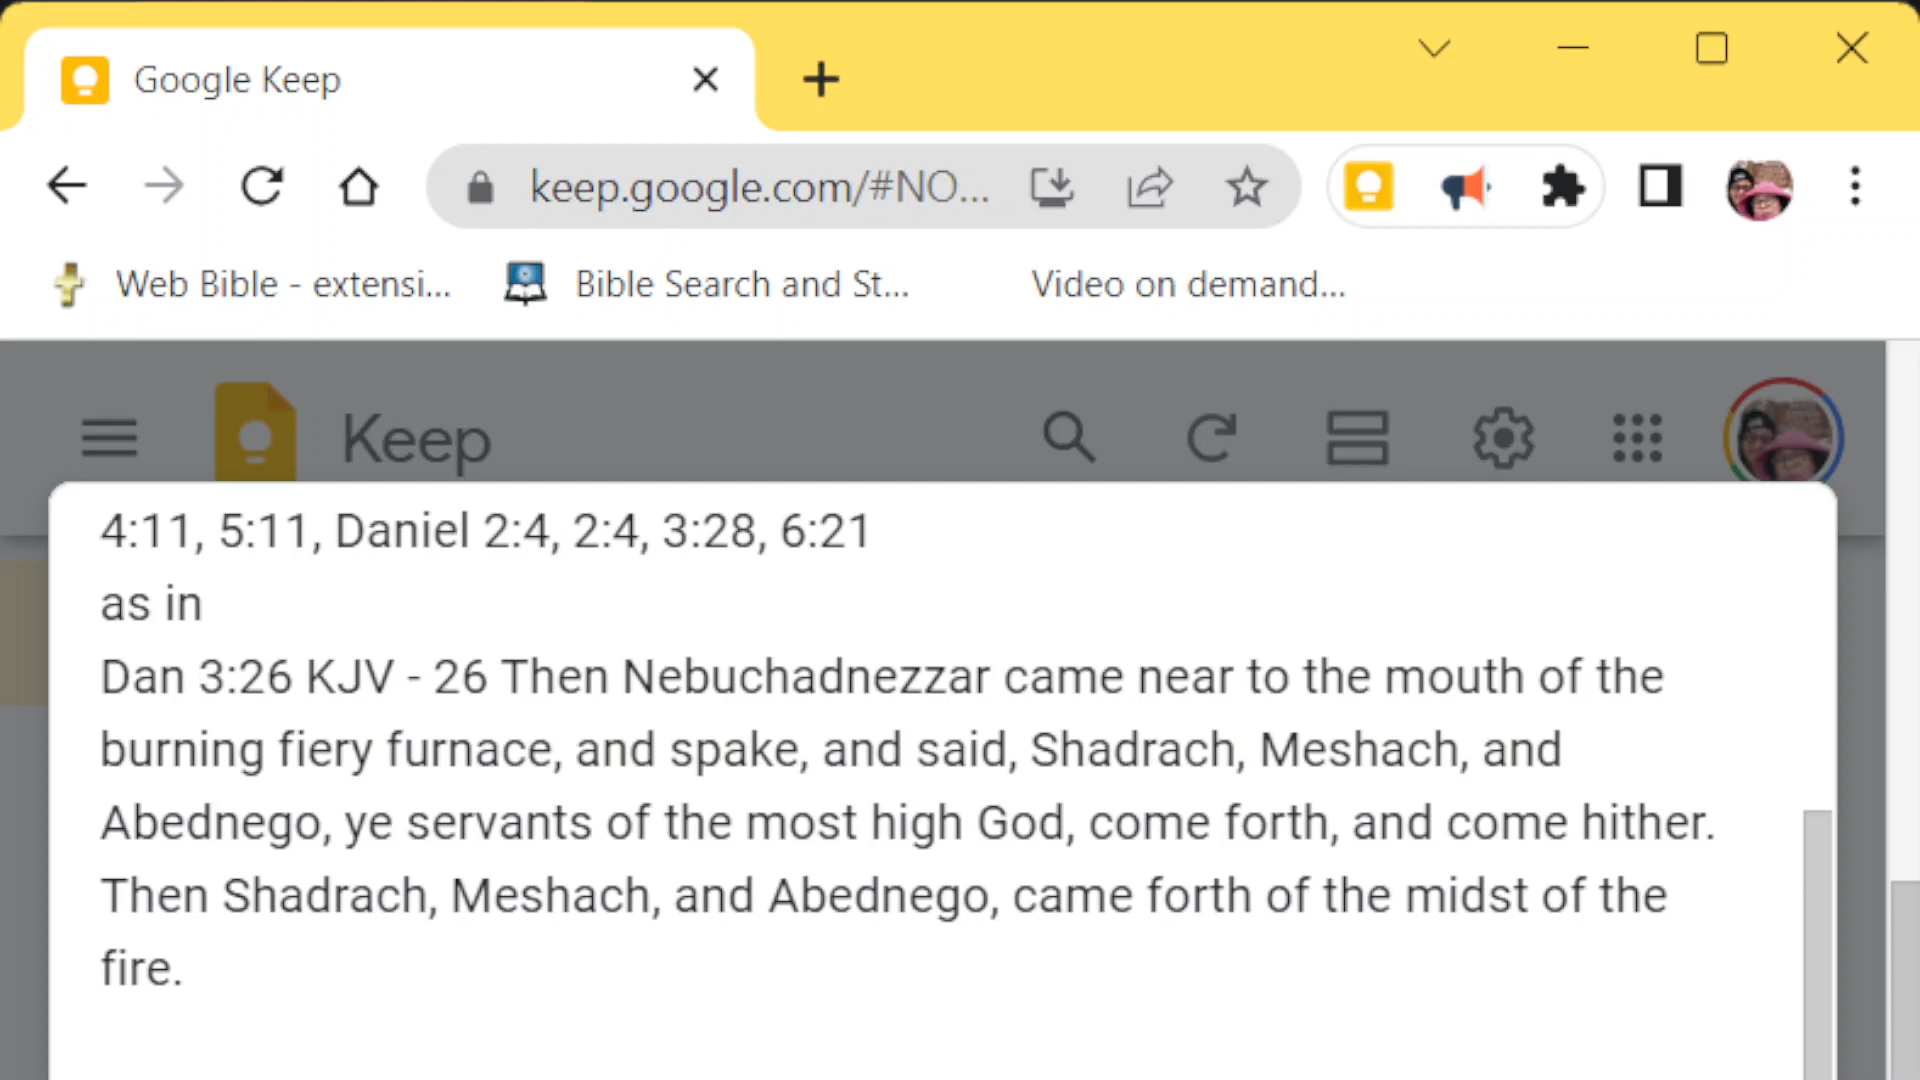 Google Keep
keep.google.com/#NO...
Web Bible - extensi... Bible Search and St... Video on demand...
Keep
4:11, 5:11, Daniel 2:4, 2:4, 3:28, 6:21
as in
Dan 3:26 KJV - 26 Then Nebuchadnezzar came near to the mouth of the
burning fiery furnace, and spake, and said, Shadrach, Meshach, and
Abednego, ye servants of the most high God, come forth, and come hither.
Then Shadrach, Meshach, and Abednego, came forth of the midst of the
fire.